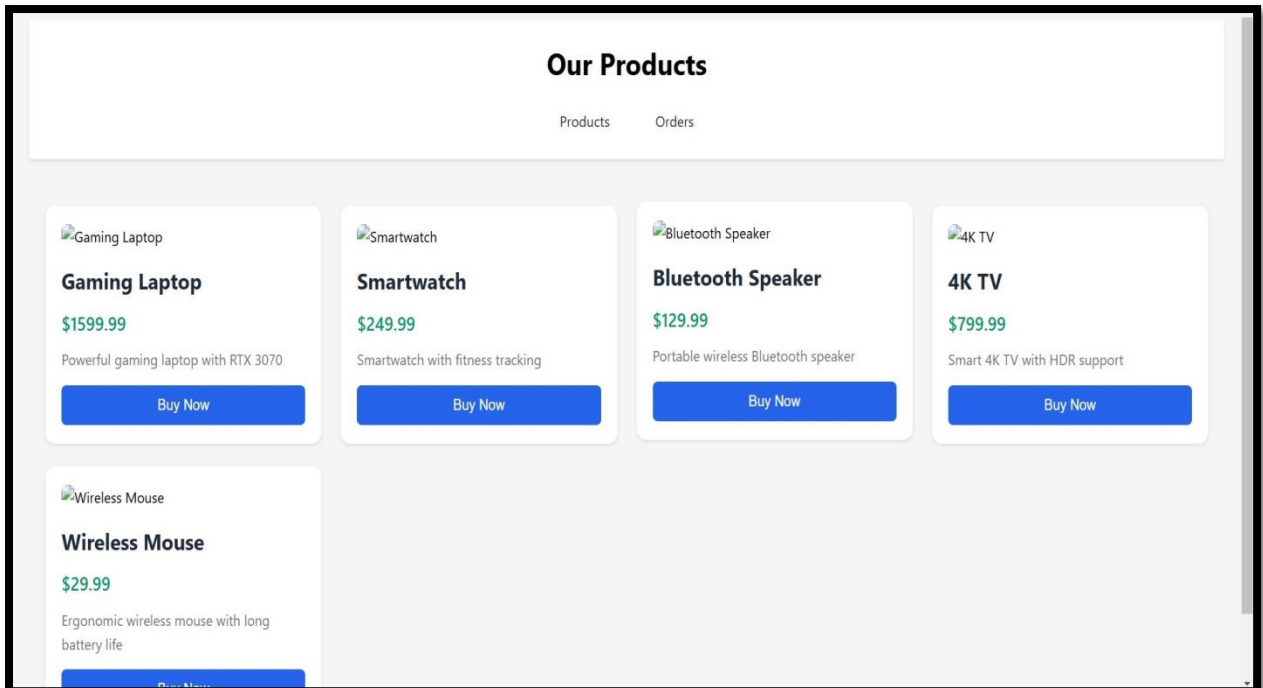 Our Products
Products Orders
Gaming Laptop
Gaming Laptop
$1599.99
Powerful gaming laptop with RTX 3070
Buy Now
Smartwatch
Smartwatch
$249.99
Smartwatch with fitness tracking
Buy Now
Bluetooth Speaker
Bluetooth Speaker
$129.99
Portable wireless Bluetooth speaker
Buy Now
4K TV
4K TV
$799.99
Smart 4K TV with HDR support
Buy Now
Wireless Mouse
Wireless Mouse
$29.99
Ergonomic wireless mouse with long
battery life
Buy Now